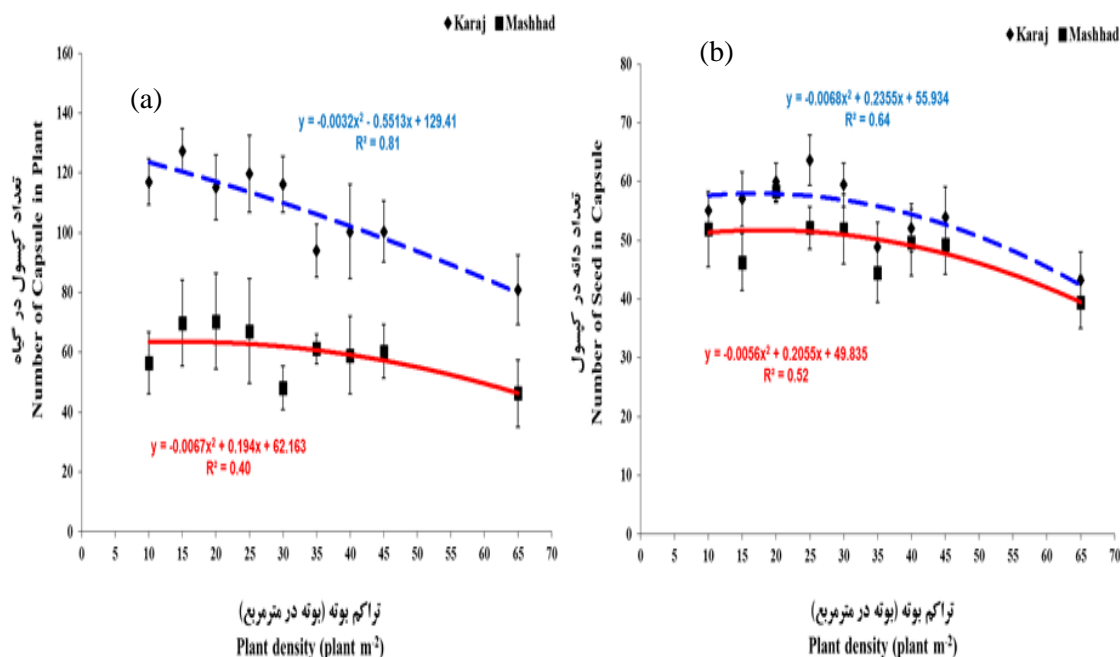 Karaj Mashhad
(a)
y = -0.0032x² - 0.5513x + 129.41
R² = 0.81
y = -0.0067x² + 0.194x + 62.163
R² = 0.40
160
140
120
100
80
60
40
20
0
0 5 10 15 20 25 30 35 40 45 50 55 60 65 70
تعداد کپسول در گیاه
Number of Capsule in Plant
تراکم بوته (بوته در مترمربع)
Plant density (plant m⁻²)
Karaj Mashhad
(b)
y = -0.0068x² + 0.2355x + 55.934
R² = 0.64
y = -0.0056x² + 0.2055x + 49.835
R² = 0.52
80
70
60
50
40
30
20
10
0
0 5 10 15 20 25 30 35 40 45 50 55 60 65 70
تعداد دانه در کپسول
Number of Seed in Capsule
تراکم بوته (بوته در مترمربع)
Plant density (plant m⁻²)